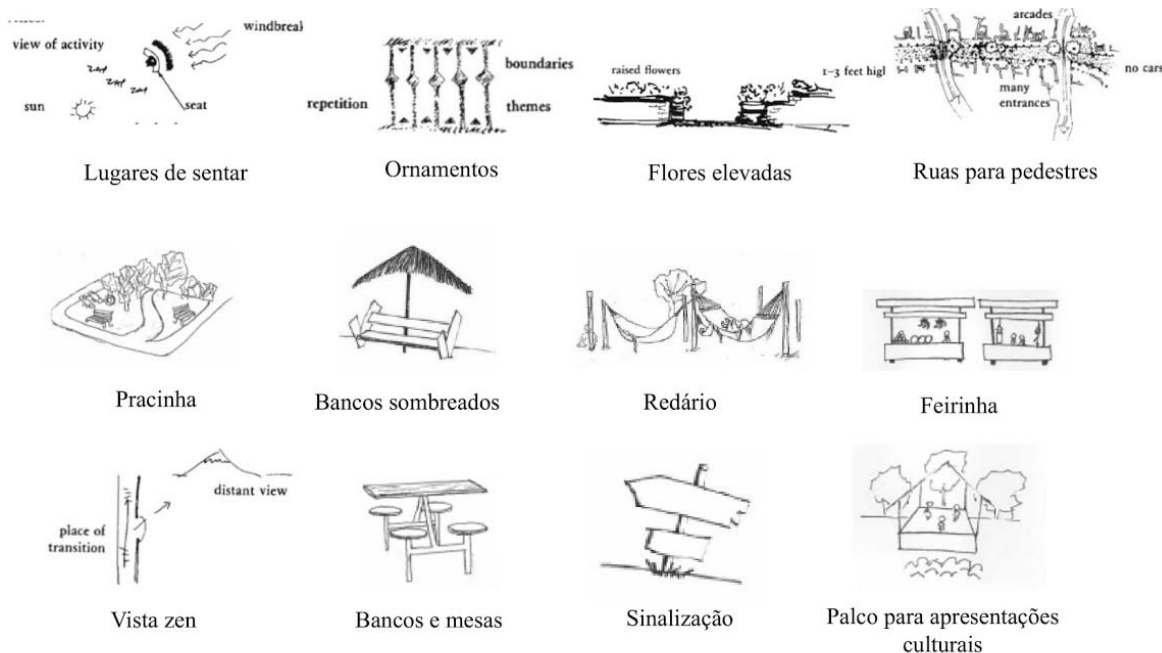 windbreak
view of activity
sun
seat
Lugares de sentar
boundaries
repetition
themes
Ornamentos
raised flowers
1–3 feet higl
Flores elevadas
arcades
no cars
many
entrances
Ruas para pedestres
Pracinha
Bancos sombreados
Redário
Feirinha
distant view
place of
transition
Vista zen
Bancos e mesas
Sinalização
Palco para apresentações
culturais